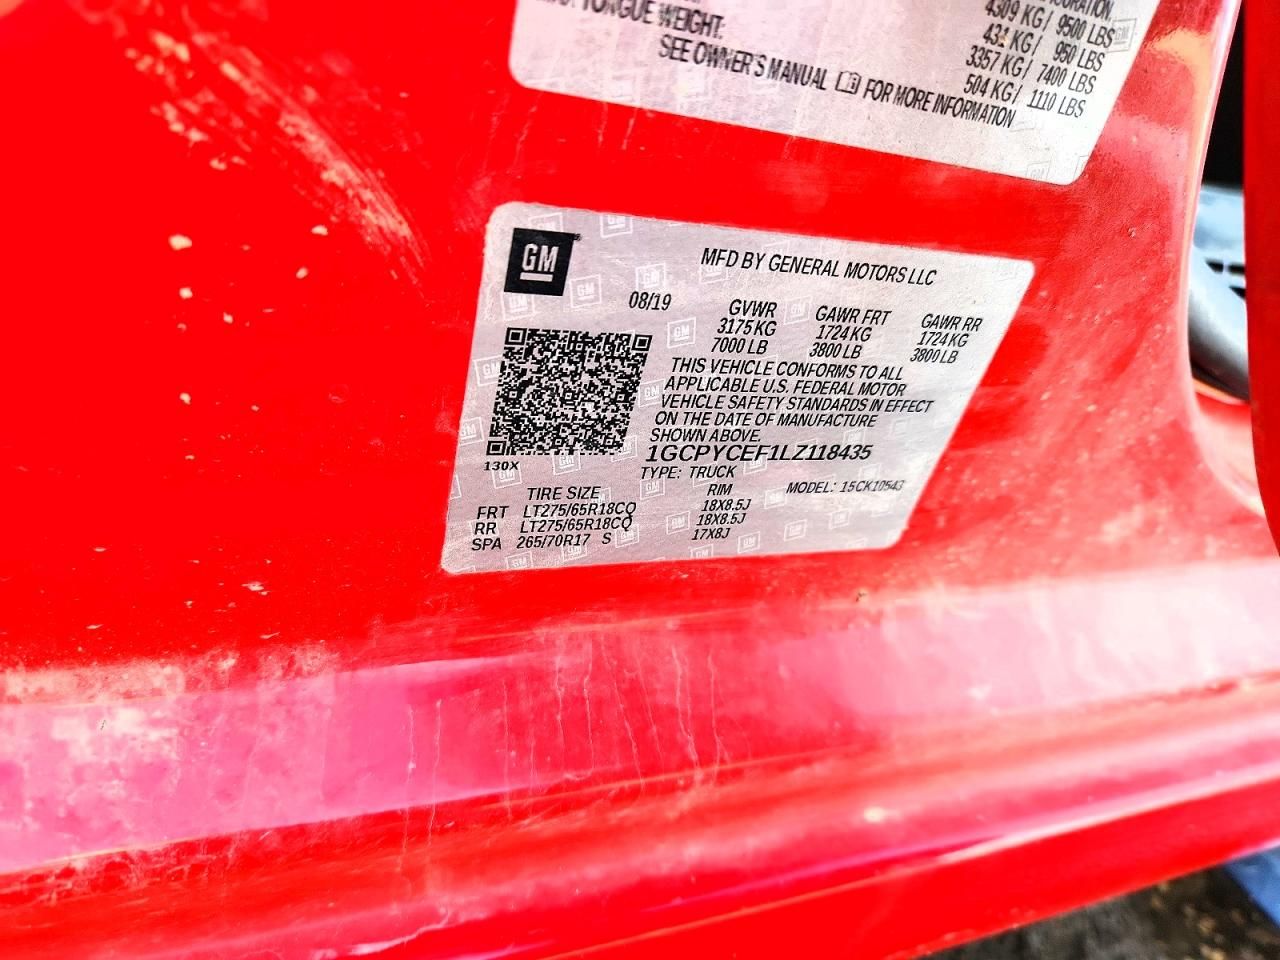 4309 KG / 9500 LBS
TONGUE WEIGHT: 431 KG / 950 LBS
3357 KG / 7400 LBS
504 KG / 1110 LBS
SEE OWNER'S MANUAL FOR MORE INFORMATION
GM
MFD BY GENERAL MOTORS LLC
08/19 GVWR GAWR FRT GAWR RR
3175 KG 1724 KG 1724 KG
7000 LB 3800 LB 3800 LB
THIS VEHICLE CONFORMS TO ALL
APPLICABLE U.S. FEDERAL MOTOR
VEHICLE SAFETY STANDARDS IN EFFECT
ON THE DATE OF MANUFACTURE
SHOWN ABOVE.
1GCPYCEF1LZ118435
130X
TYPE: TRUCK MODEL: 15CK10543
TIRE SIZE RIM
FRT LT275/65R18CQ 18X8.5J
RR LT275/65R18CQ 18X8.5J
SPA 265/70R17 S 17X8J